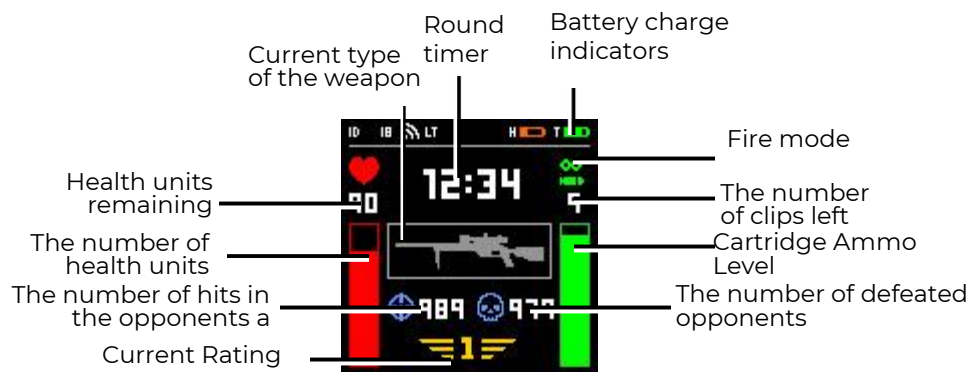 Round
timer
Battery charge
indicators
Current type
of the weapon
ID 18 LT H T
Fire mode
12:34
Health units
remaining
90
The number
of clips left
The number of
health units
Cartridge Ammo
Level
The number of hits in
the opponents a
989
The number of defeated
opponents
Current Rating
1